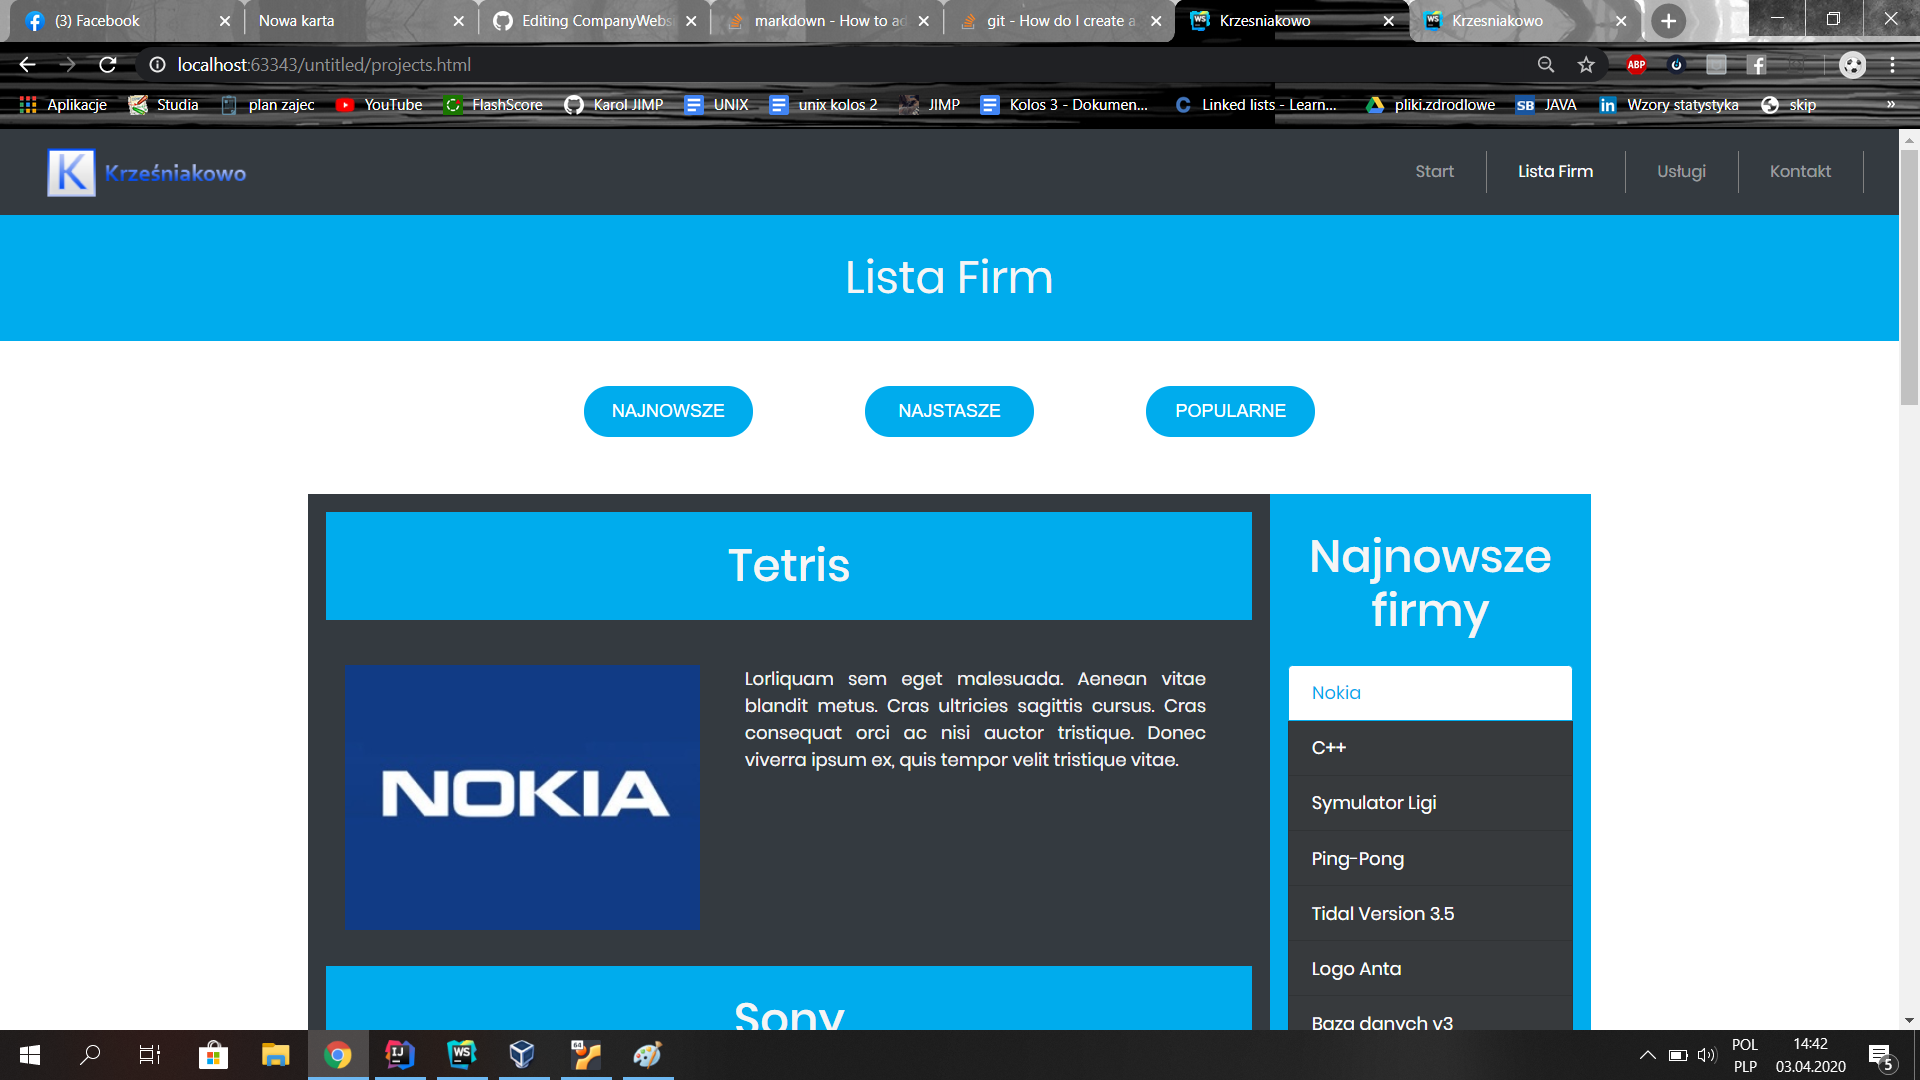 (3) Facebook
Nowa karta
Editing CompanyWebs
markdown - How to ad
git - How do I create a
Krzesniakowo
Krzesniakowo
localhost:63343/untitled/projects.html
ABP
Aplikacje
Studia
plan zajec
YouTube
FlashScore
Karol JIMP
UNIX
unix kolos 2
JIMP
Kolos 3 - Dokumen...
Linked lists - Learn...
pliki.zdrodlowe
SB JAVA
Wzory statystyka
skip
»
K Krześniakowo
Start
Lista Firm
Usługi
Kontakt
Lista Firm
NAJNOWSZE
NAJSTASZE
POPULARNE
Tetris
NOKIA
Lorliquam sem eget malesuada. Aenean vitae
blandit metus. Cras ultricies sagittis cursus. Cras
consequat orci ac nisi auctor tristique. Donec
viverra ipsum ex, quis tempor velit tristique vitae.
Sony
Najnowsze
firmy
Nokia
C++
Symulator Ligi
Ping-Pong
Tidal Version 3.5
Logo Anta
Baza danych v3
POL
PLP
14:42
03.04.2020
5